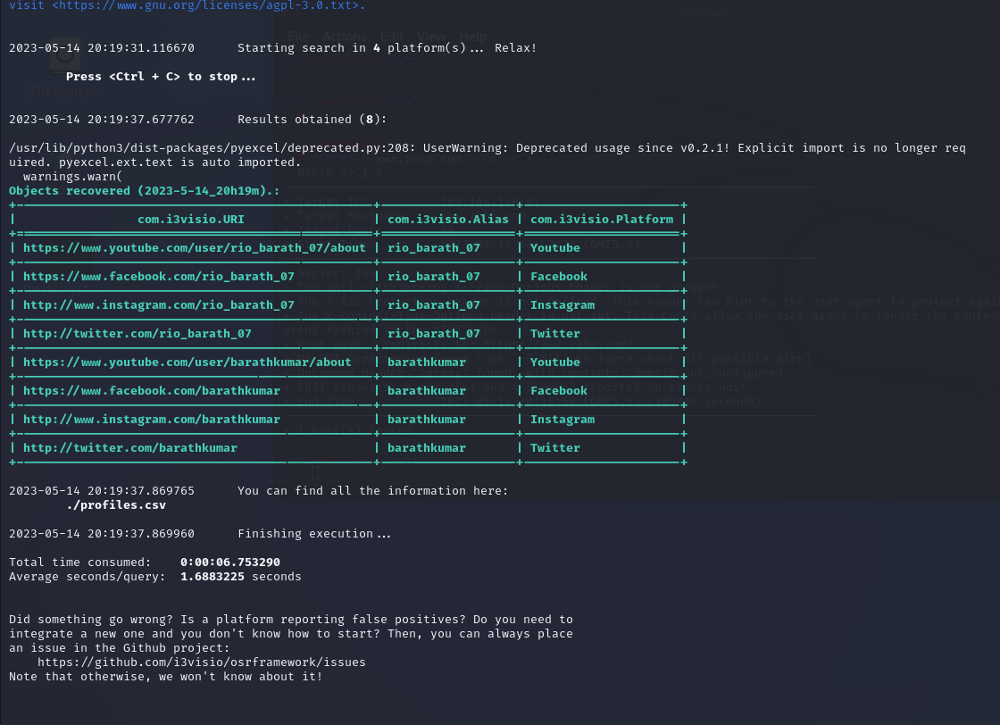 visit <https://www.gnu.org/licenses/agpl-3.0.txt>.
2023-05-14 20:19:31.116670 Starting search in 4 platform(s)... Relax!
Press <Ctrl + C> to stop...
2023-05-14 20:19:37.677762 Results obtained (8):
/usr/lib/python3/dist-packages/pyexcel/deprecated.py:208: UserWarning: Deprecated usage since v0.2.1! Explicit import is no longer req
uired. pyexcel.ext.text is auto imported.
warnings.warn(
Objects recovered (2023-5-14_20h19m).:
| com.i3visio.URI | com.i3visio.Alias | com.i3visio.Platform |
| https://www.youtube.com/user/rio_barath_07/about | rio_barath_07 | Youtube |
| https://www.facebook.com/rio_barath_07 | rio_barath_07 | Facebook |
| https://www.instagram.com/rio_barath_07 | rio_barath_07 | Instagram |
| http://twitter.com/rio_barath_07 | rio_barath_07 | Twitter |
| https://www.youtube.com/user/barathkumar/about | barathkumar | Youtube |
| https://www.facebook.com/barathkumar | barathkumar | Facebook |
| http://www.instagram.com/barathkumar | barathkumar | Instagram |
| http://twitter.com/barathkumar | barathkumar | Twitter |
2023-05-14 20:19:37.869765 You can find all the information here:
./profiles.csv
2023-05-14 20:19:37.869960 Finishing execution...
Total time consumed: 0:00:06.753290
Average seconds/query: 1.6883225 seconds
Did something go wrong? Is a platform reporting false positives? Do you need to
integrate a new one and you don't know how to start? Then, you can always place
an issue in the Github project:
https://github.com/i3visio/osrframework/issues
Note that otherwise, we won't know about it!
File Actions Edit View Help
File System